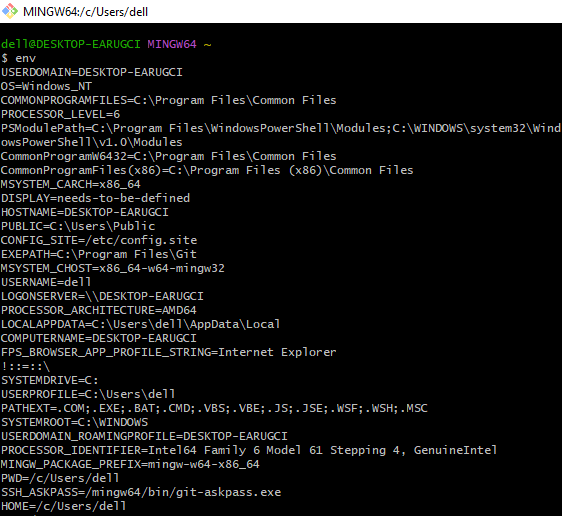 MINGW64:/c/Users/dell
dell@DESKTOP-EARUGCI MINGW64 ~
$ env
USERDOMAIN=DESKTOP-EARUGCI
OS=Windows_NT
COMMONPROGRAMFILES=C:\Program Files\Common Files
PROCESSOR_LEVEL=6
PSModulePath=C:\Program Files\WindowsPowerShell\Modules;C:\WINDOWS\system32\Wind
owsPowerShell\v1.0\Modules
CommonProgramW6432=C:\Program Files\Common Files
CommonProgramFiles(x86)=C:\Program Files (x86)\Common Files
MSYSTEM_CARCH=x86_64
DISPLAY=needs-to-be-defined
HOSTNAME=DESKTOP-EARUGCI
PUBLIC=C:\Users\Public
CONFIG_SITE=/etc/config.site
EXEPATH=C:\Program Files\Git
MSYSTEM_CHOST=x86_64-w64-mingw32
USERNAME=dell
LOGONSERVER=\\DESKTOP-EARUGCI
PROCESSOR_ARCHITECTURE=AMD64
LOCALAPPDATA=C:\Users\dell\AppData\Local
COMPUTERNAME=DESKTOP-EARUGCI
FPS_BROWSER_APP_PROFILE_STRING=Internet Explorer
!::=::\
SYSTEMDRIVE=C:
USERPROFILE=C:\Users\dell
PATHEXT=.COM;.EXE;.BAT;.CMD;.VBS;.VBE;.JS;.JSE;.WSF;.WSH;.MSC
SYSTEMROOT=C:\WINDOWS
USERDOMAIN_ROAMINGPROFILE=DESKTOP-EARUGCI
PROCESSOR_IDENTIFIER=Intel64 Family 6 Model 61 Stepping 4, GenuineIntel
MINGW_PACKAGE_PREFIX=mingw-w64-x86_64
PWD=/c/Users/dell
SSH_ASKPASS=/mingw64/bin/git-askpass.exe
HOME=/c/Users/dell